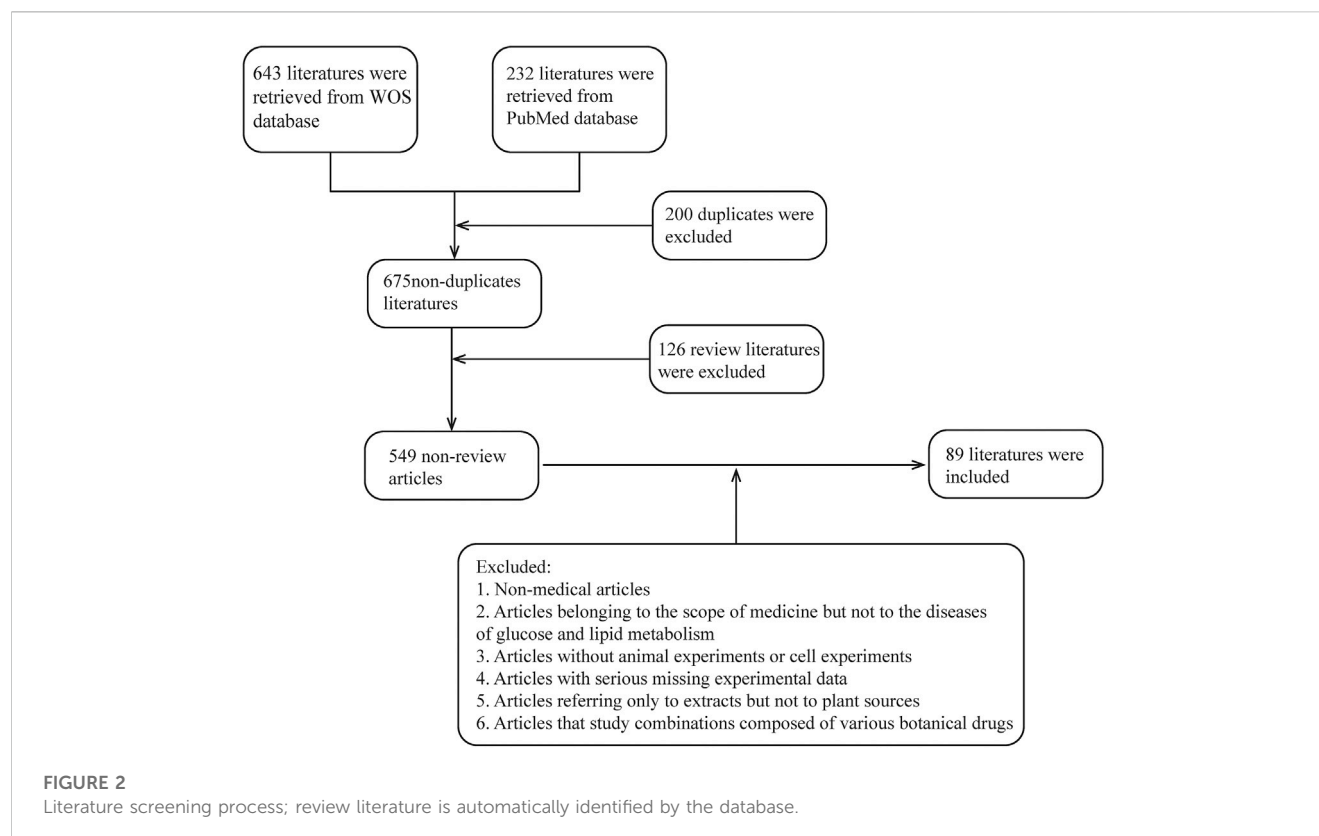 643 literatures were
retrieved from WOS
database
232 literatures were
retrieved from
PubMed database
200 duplicates were
excluded
675non-duplicates
literatures
126 review literatures
were excluded
549 non-review
articles
89 literatures were
included
Excluded:
1. Non-medical articles
2. Articles belonging to the scope of medicine but not to the diseases
of glucose and lipid metabolism
3. Articles without animal experiments or cell experiments
4. Articles with serious missing experimental data
5. Articles referring only to extracts but not to plant sources
6. Articles that study combinations composed of various botanical drugs
FIGURE 2
Literature screening process; review literature is automatically identified by the database.